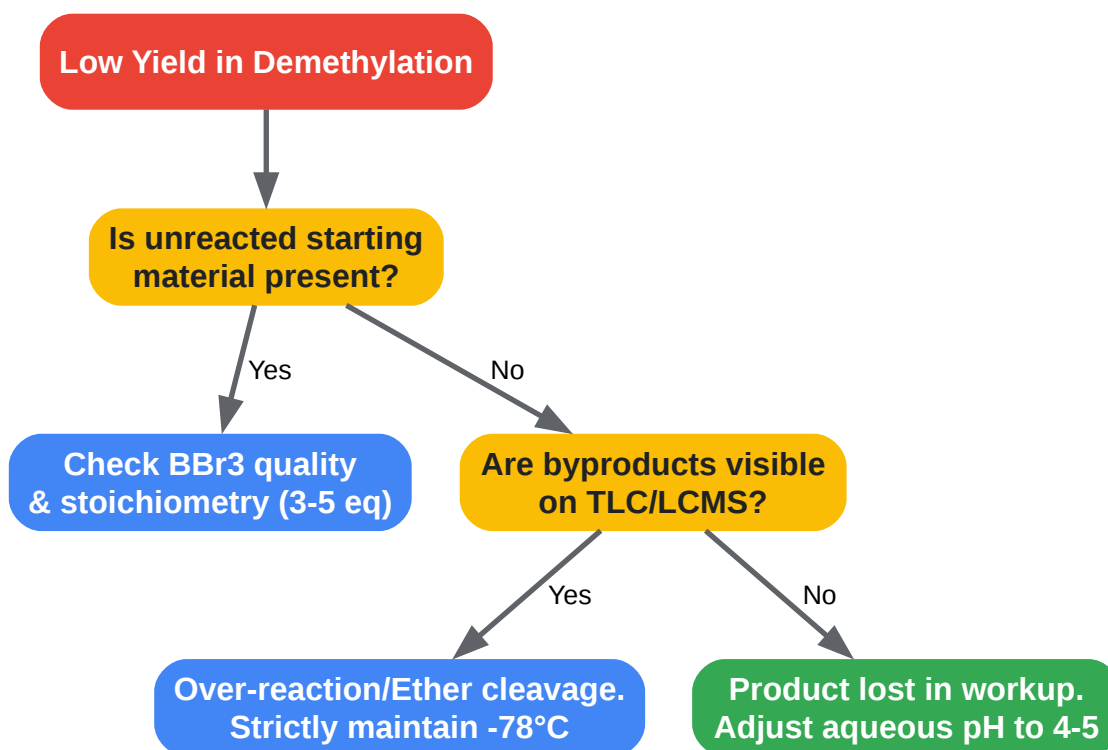 Low Yield in Demethylation
Is unreacted starting
material present?
Yes
No
Check BBr3 quality
& stoichiometry (3-5 eq)
Are byproducts visible
on TLC/LCMS?
Yes
No
Over-reaction/Ether cleavage.
Strictly maintain -78°C
Product lost in workup.
Adjust aqueous pH to 4-5